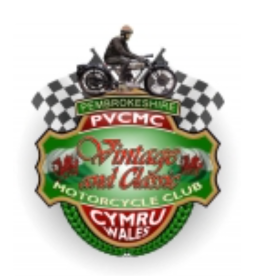 PEMBROKESHIRE
PVCMC
Vintage
and Classic
MOTORCYCLE CLUB
CYMRU
WALES